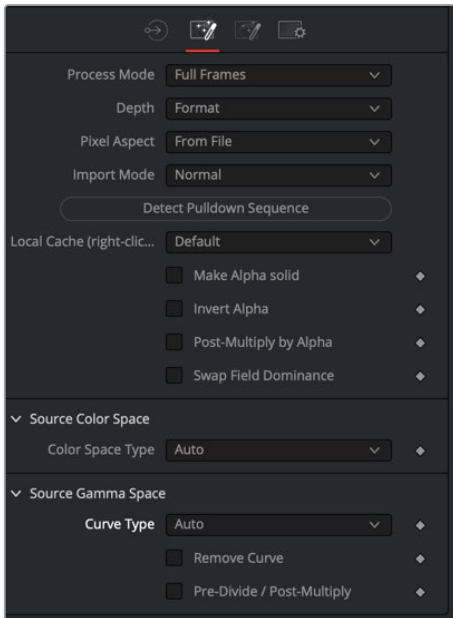 Process Mode Full Frames
Depth Format
Pixel Aspect From File
Import Mode Normal
Detect Pulldown Sequence
Local Cache (right-clic... Default
Make Alpha solid
Invert Alpha
Post-Multiply by Alpha
Swap Field Dominance
Source Color Space
Color Space Type Auto
Source Gamma Space
Curve Type Auto
Remove Curve
Pre-Divide / Post-Multiply